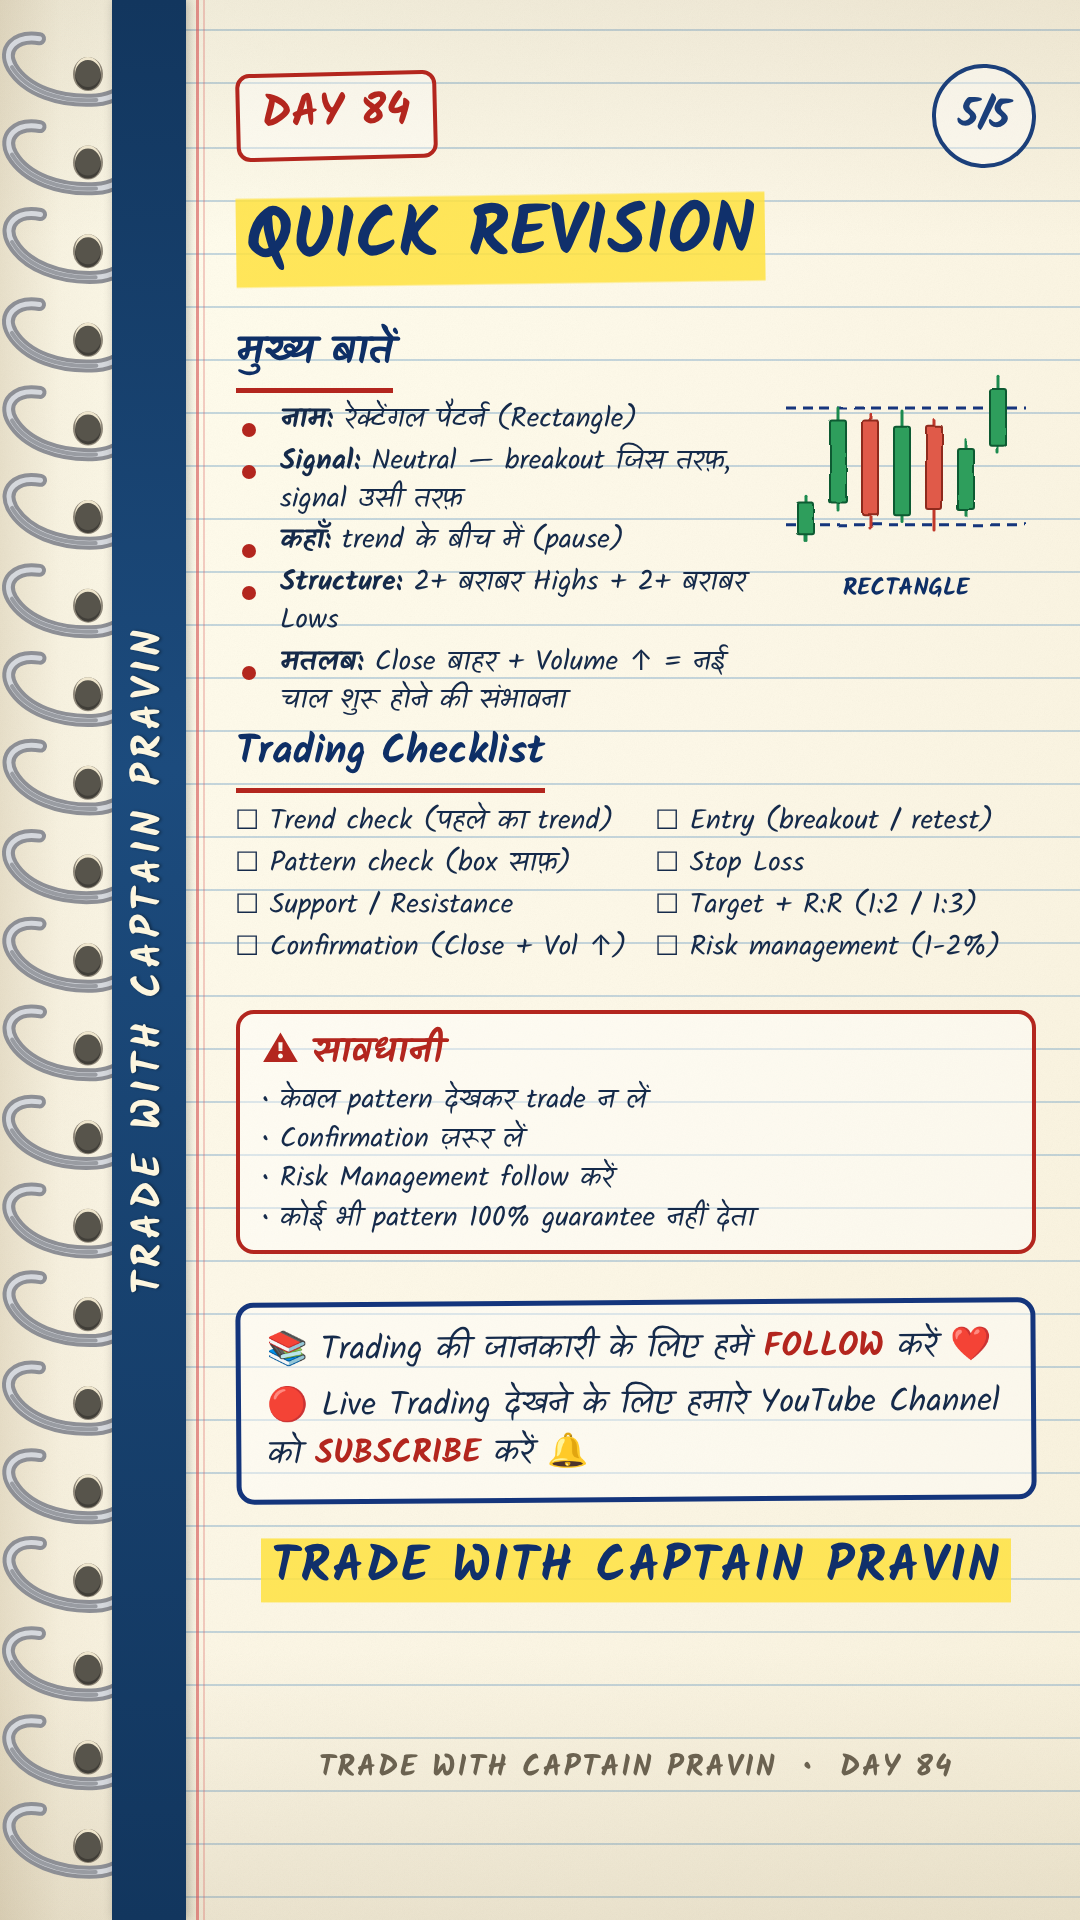 DAY 84
5/5
QUICK REVISION
मुख्य बातें
• नाम: रेक्टेंगल पैटर्न (Rectangle)
• Signal: Neutral — breakout जिस तरफ़,
signal उसी तरफ़
• कहाँ: trend के बीच में (pause)
• Structure: 2+ बराबर Highs + 2+ बराबर
Lows
• मतलब: Close बाहर + Volume ↑ = नई
चाल शुरू होने की संभावना
RECTANGLE
Trading Checklist
☐ Trend check (पहले का trend)
☐ Pattern check (box साफ़)
☐ Support / Resistance
☐ Confirmation (Close + Vol ↑)
☐ Entry (breakout / retest)
☐ Stop Loss
☐ Target + R:R (1:2 / 1:3)
☐ Risk management (1-2%)
⚠ सावधानी
· केवल pattern देखकर trade न लें
· Confirmation ज़रूर लें
· Risk Management follow करें
· कोई भी pattern 100% guarantee नहीं देता
📚 Trading की जानकारी के लिए हमें FOLLOW करें ❤️
🔴 Live Trading देखने के लिए हमारे YouTube Channel
को SUBSCRIBE करें 🔔
TRADE WITH CAPTAIN PRAVIN
TRADE WITH CAPTAIN PRAVIN · DAY 84
TRADE WITH CAPTAIN PRAVIN